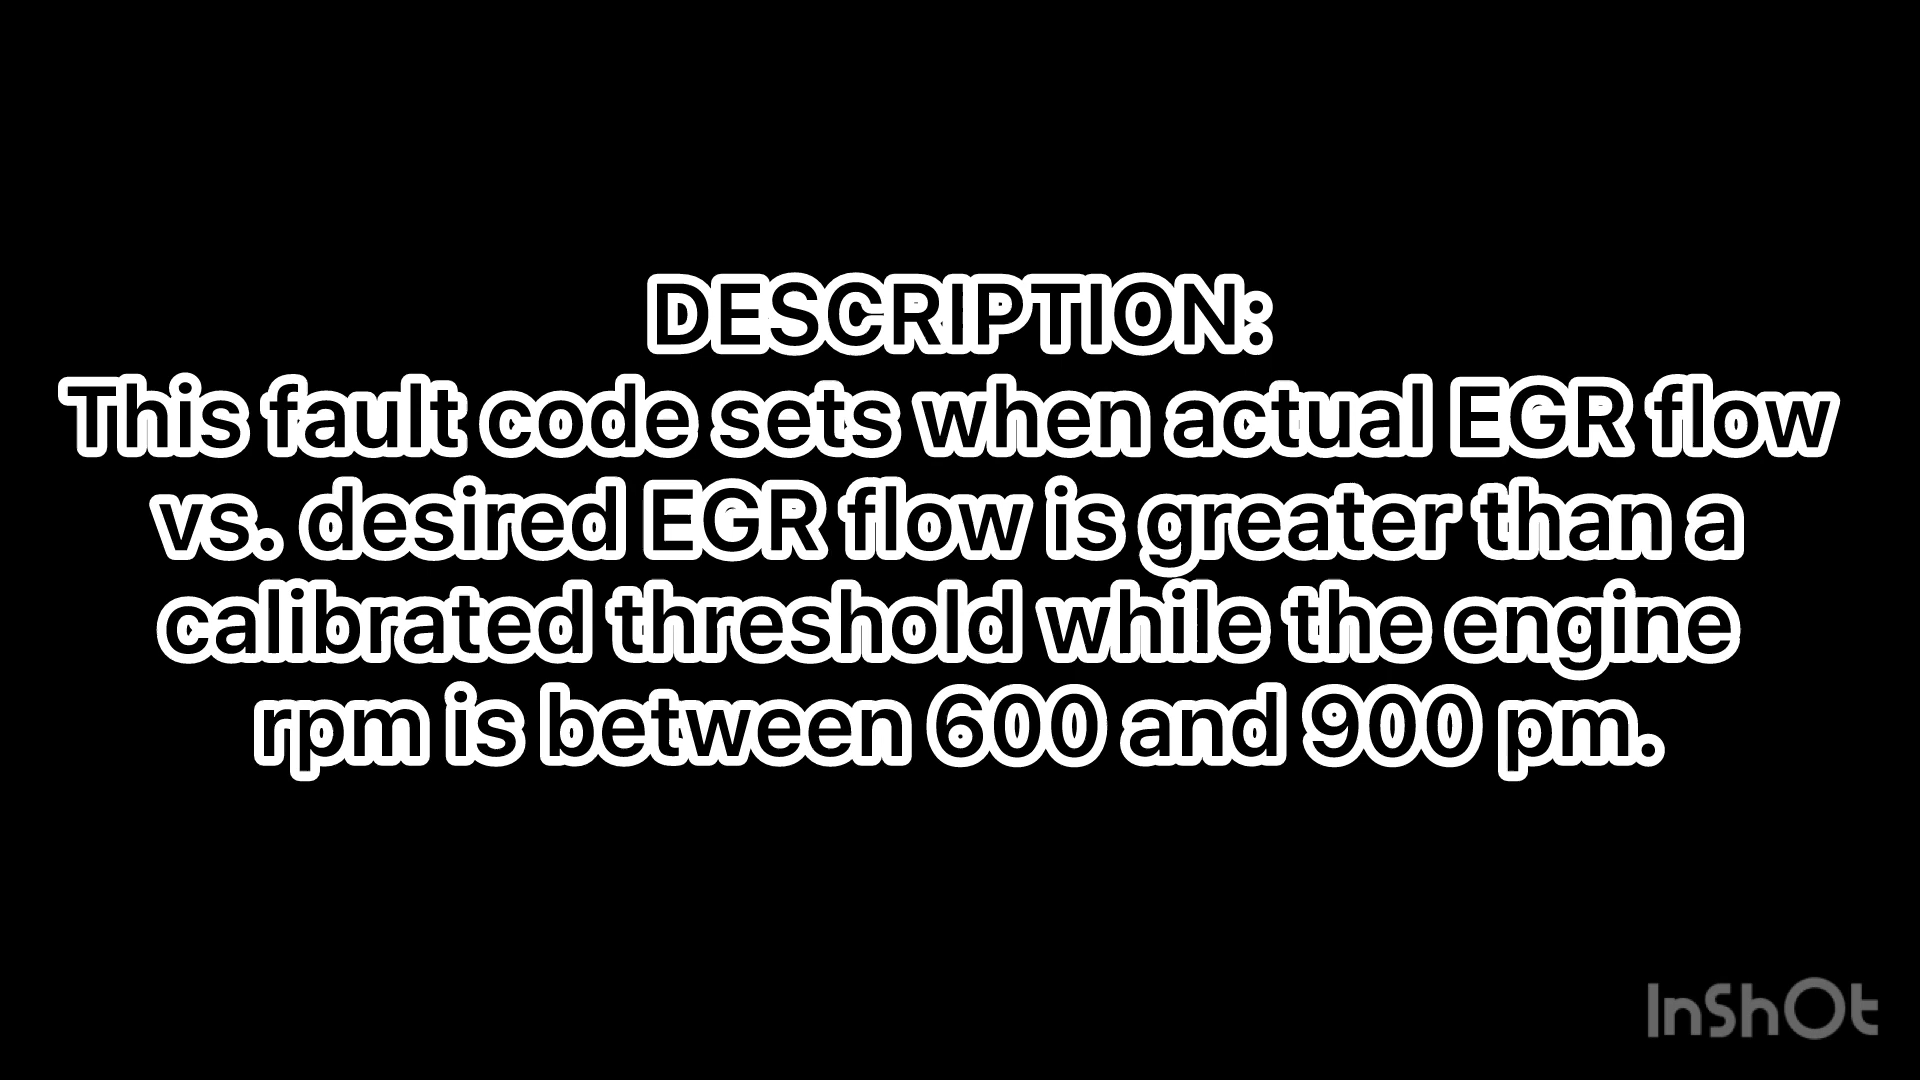 DESCRIPTION:
This fault code sets when actual EGR flow
vs. desired EGR flow is greater than a
calibrated threshold while the engine
rpm is between 600 and 900 pm.
InShOt